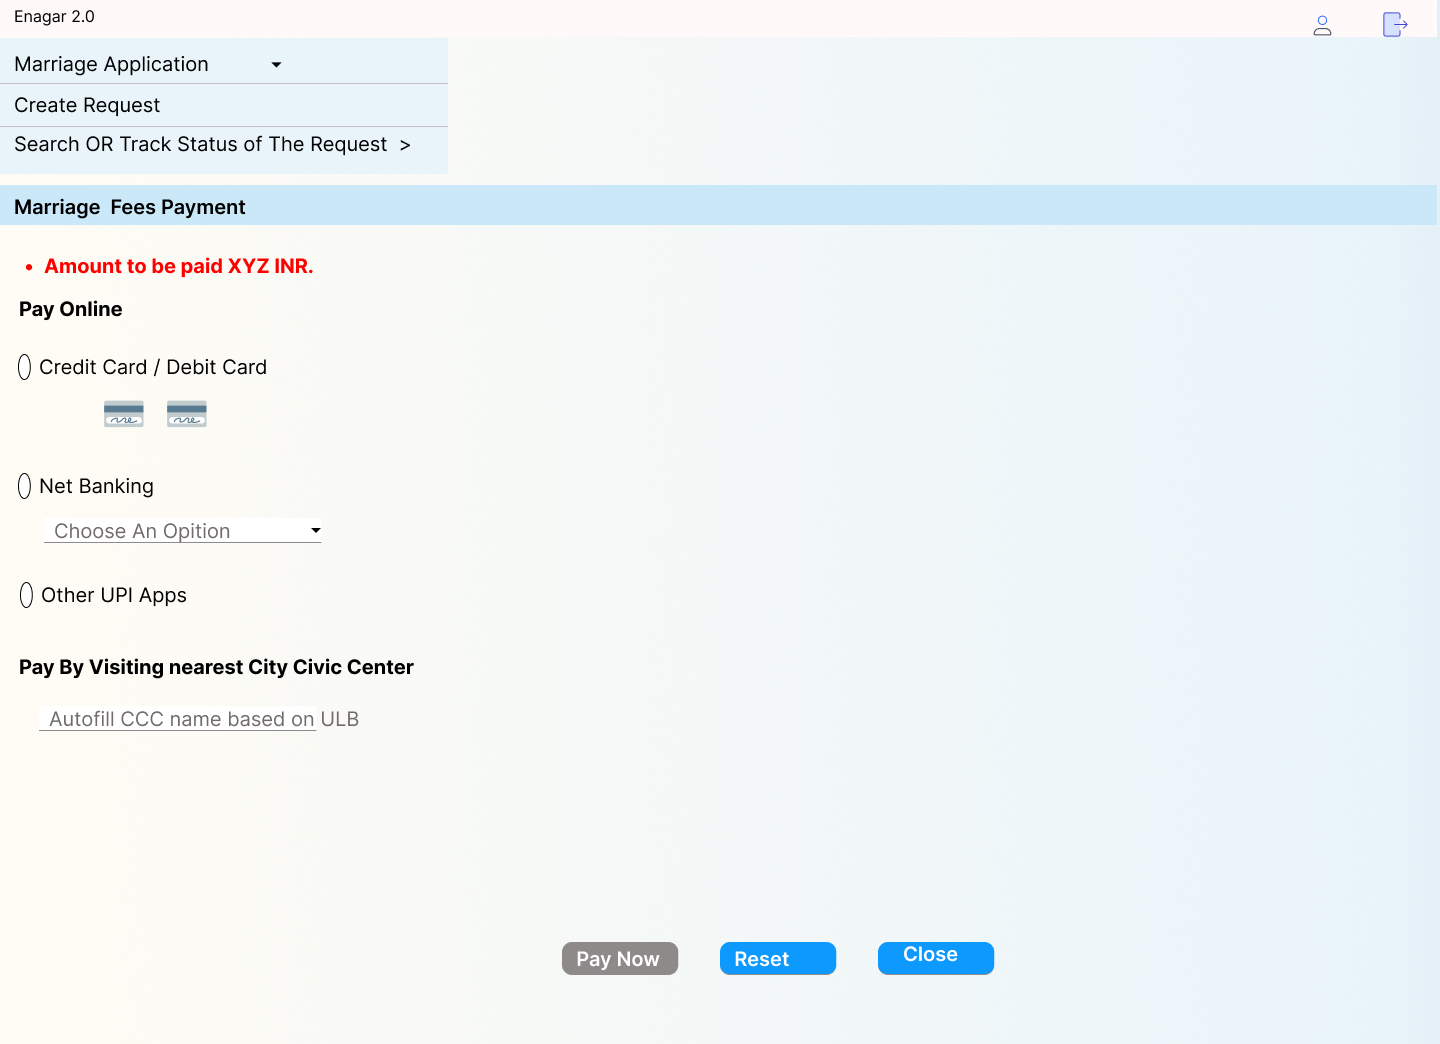 Enagar 2.0
Marriage Application
Create Request
Search OR Track Status of The Request >
Marriage Fees Payment
• Amount to be paid XYZ INR.
Pay Online
Credit Card / Debit Card
Net Banking
Choose An Opition
Other UPI Apps
Pay By Visiting nearest City Civic Center
Autofill CCC name based on ULB
Pay Now Reset Close